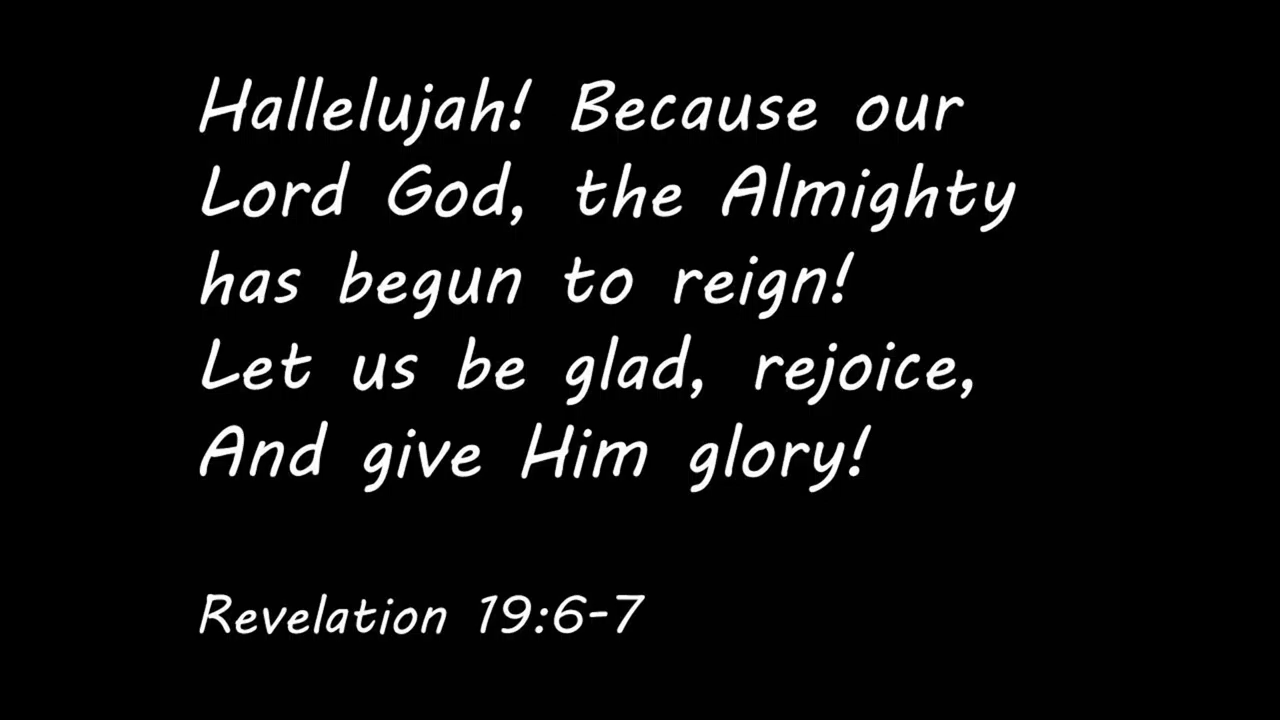 Hallelujah! Because our
Lord God, the Almighty
has begun to reign!
Let us be glad, rejoice,
And give Him glory!
Revelation 19:6-7